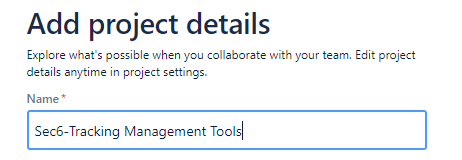 Add project details
Explore what's possible when you collaborate with your team. Edit project
details anytime in project settings.
Name *
Sec6-Tracking Management Tools